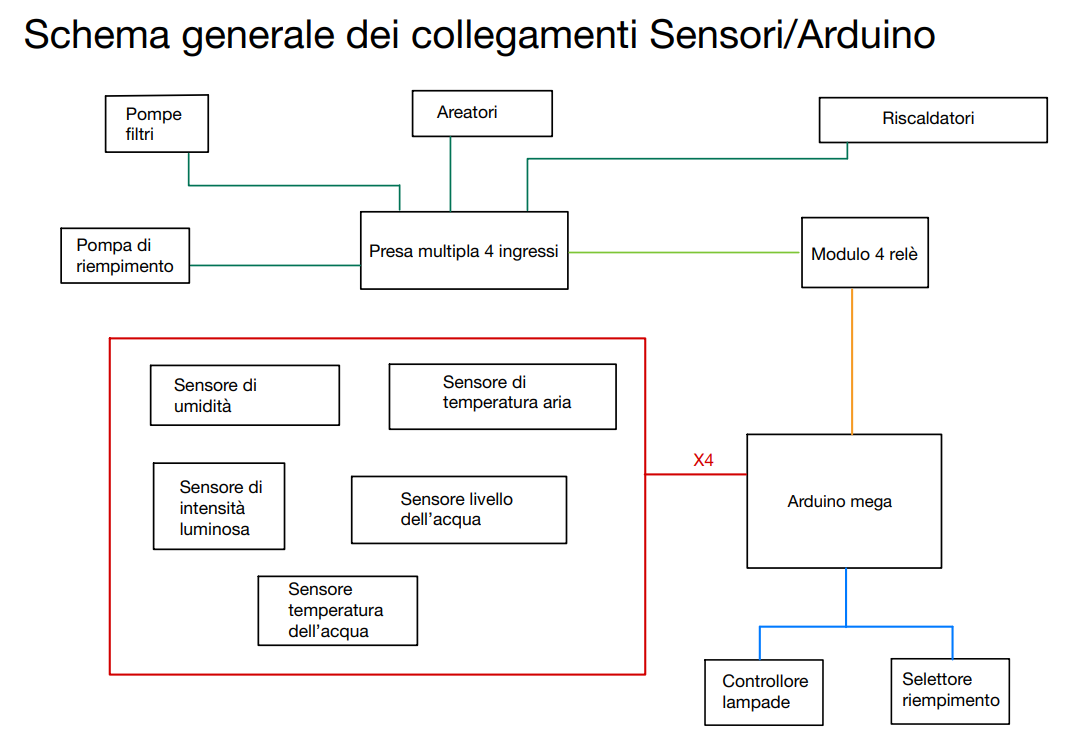 Schema generale dei collegamenti Sensori/Arduino
Pompe
filtri
Areatori
Riscaldatori
Pompa di
riempimento
Presa multipla 4 ingressi
Modulo 4 relè
Sensore di
umidità
Sensore di
temperatura aria
X4
Sensore di
intensità
luminosa
Sensore livello
dell’acqua
Arduino mega
Sensore
temperatura
dell’acqua
Controllore
lampade
Selettore
riempimento